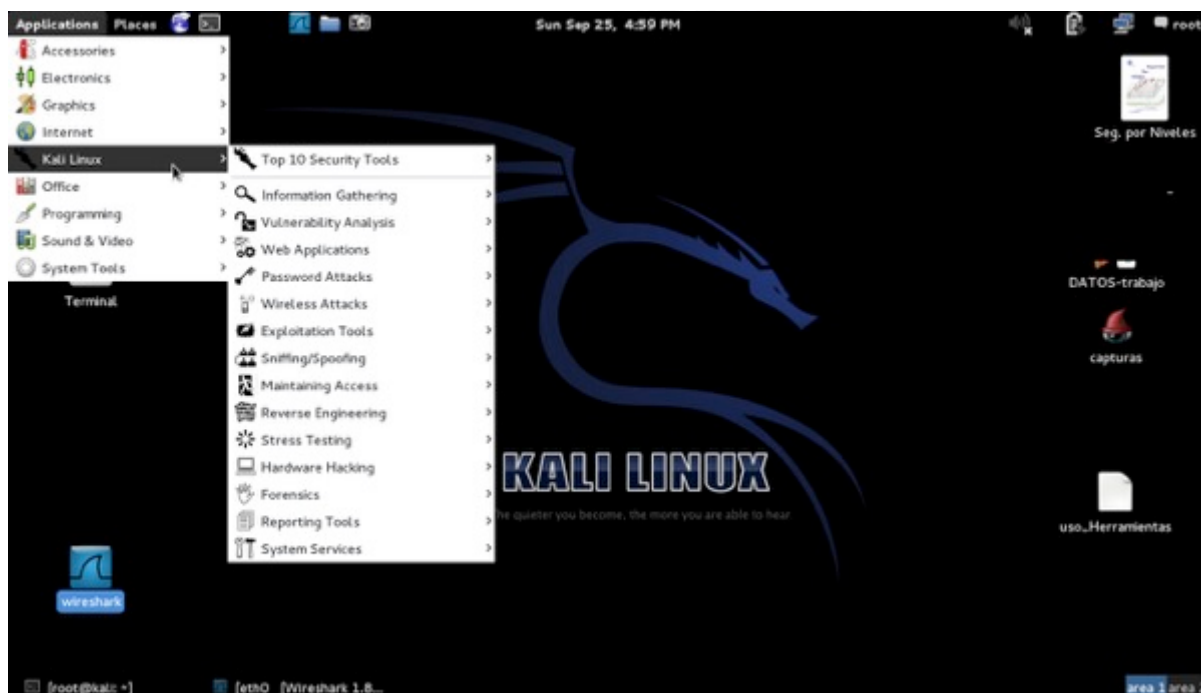 Applications Places
Sun Sep 25, 4:59 PM
root
Accessories
Electronics
Graphics
Internet
Kali Linux
Office
Programming
Sound & Video
System Tools
Top 10 Security Tools
Information Gathering
Vulnerability Analysis
Web Applications
Password Attacks
Wireless Attacks
Exploitation Tools
Sniffing/Spoofing
Maintaining Access
Reverse Engineering
Stress Testing
Hardware Hacking
Forensics
Reporting Tools
System Services
Terminal
wireshark
KALI LINUX
he quieter you become, the more you are able to hear
Seg. por Niveles
DATOS-trabajo
capturas
uso_Herramientas
[root@kali: ~]
[eth0 [Wireshark 1.8...
area 1 area